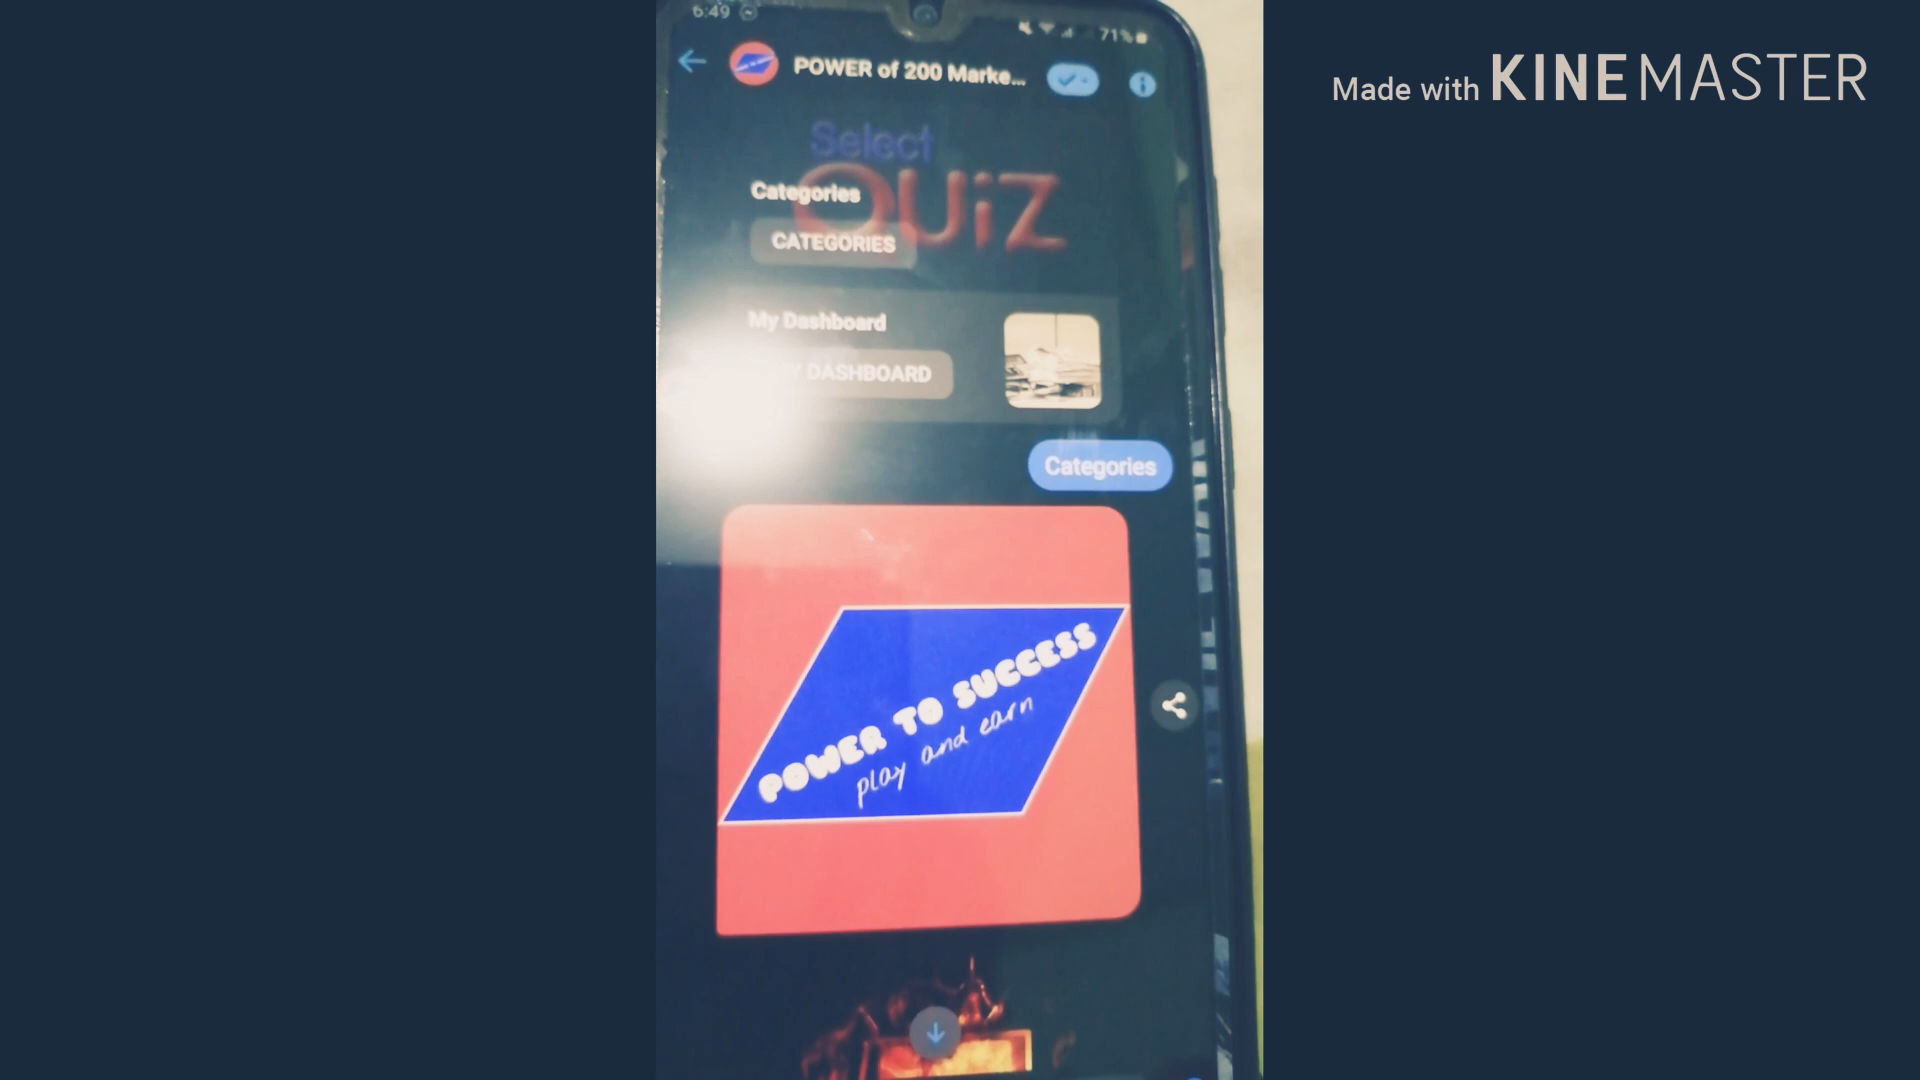 6:49
71%
POWER of 200 Marke...
Made with KINEMASTER
Select
QUiZ
Categories
CATEGORIES
My Dashboard
DASHBOARD
Categories
POWER TO SUCCESS
play and earn